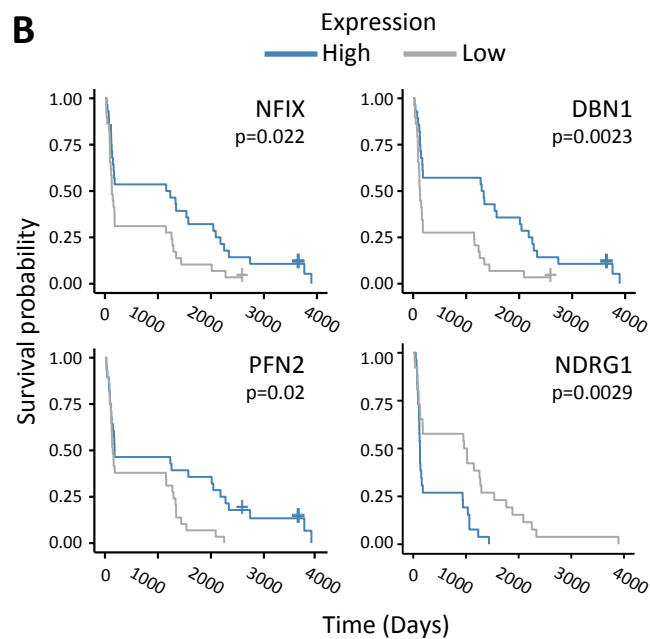 B
Expression
High Low
Survival probability
NFIX
p=0.022
1.00
0.75
0.50
0.25
0.00
0 1000 2000 3000 4000
DBN1
p=0.0023
1.00
0.75
0.50
0.25
0.00
0 1000 2000 3000 4000
PFN2
p=0.02
1.00
0.75
0.50
0.25
0.00
0 1000 2000 3000 4000
NDRG1
p=0.0029
1.00
0.75
0.50
0.25
0.00
0 1000 2000 3000 4000
Time (Days)